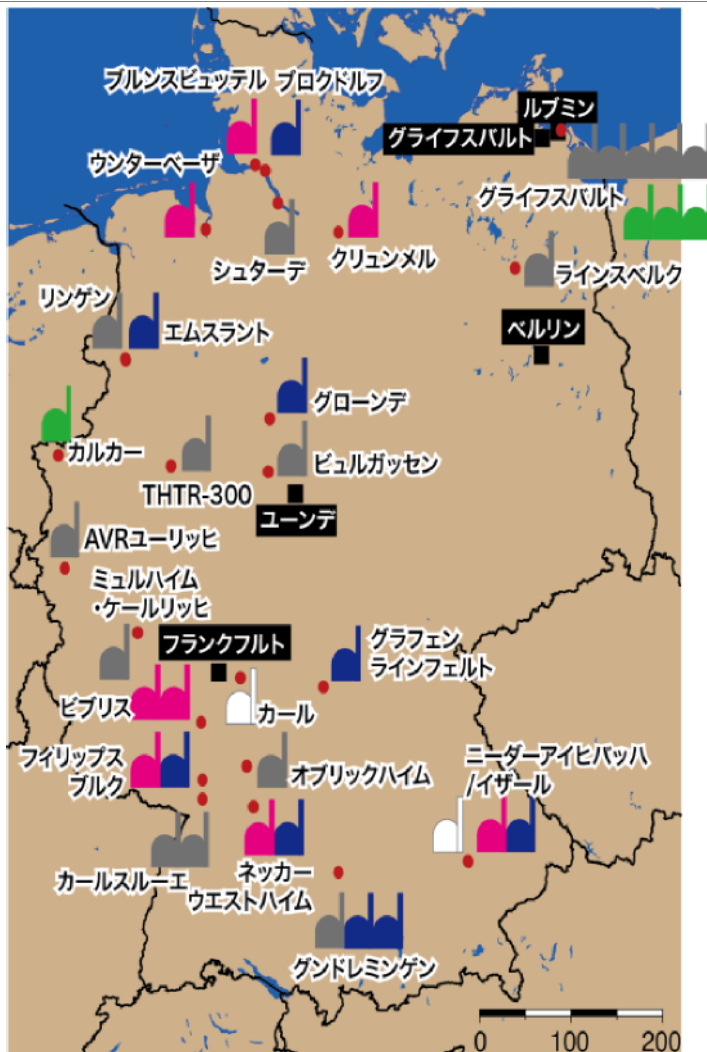 ブルンスビュッテル
ブロクドルフ
ルブミン
グライフスバルト
ウンターベーザ
グライフスバルト
シュターデ
クリュンメル
ラインスベルク
リンゲン
エムスラント
ベルリン
グローンデ
カルカー
ビュルガッセン
THTR-300
ユーンデ
AVRユーリッヒ
ミュルハイム
・ケールリッヒ
フランクフルト
グラフェン
ラインフェルト
ビブリス
カール
フィリップス
ブルク
オブリックハイム
ニーダーアイヒバッハ
/イザール
カールスルーエ
ネッカー
ウエストハイム
グンドレミンゲン
0 100 200